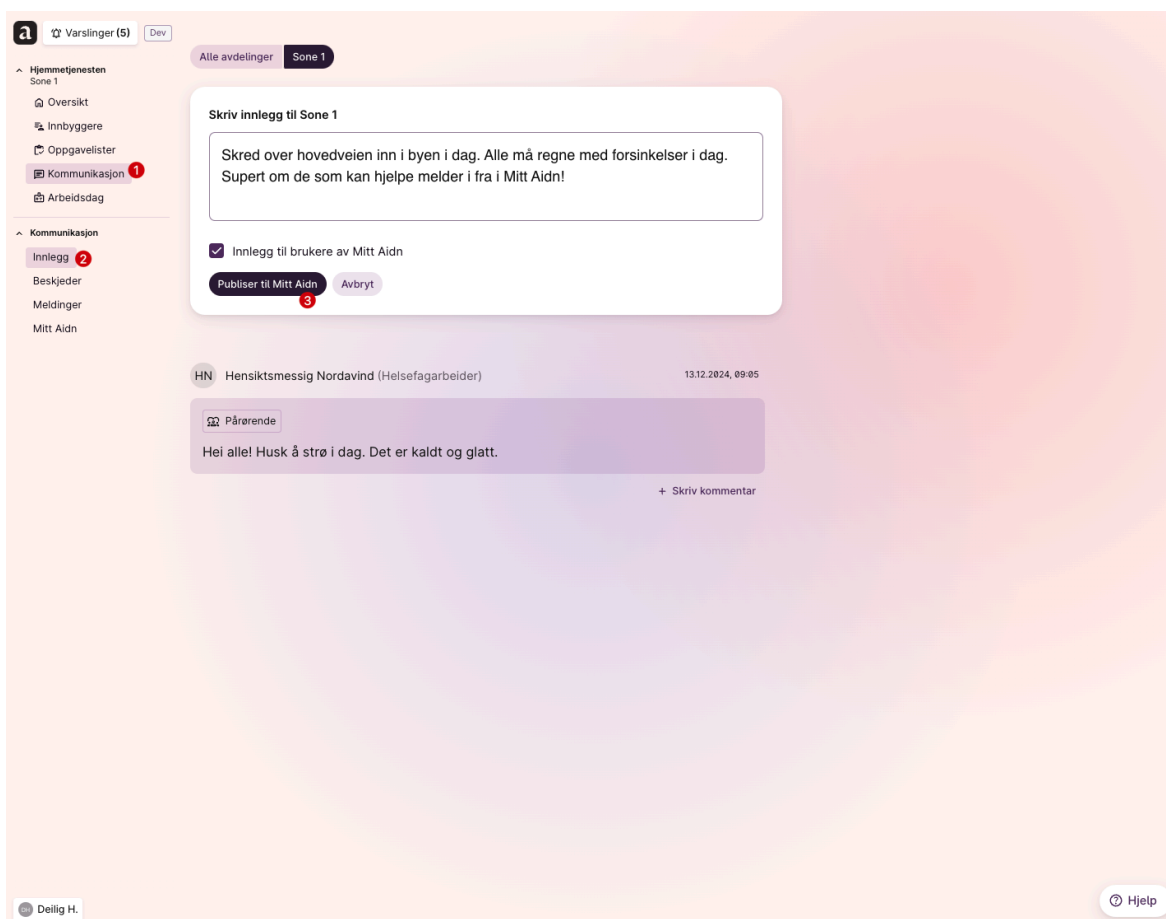 a Varslinger (5) Dev
Hjemmetjenesten
Sone 1
Oversikt
Innbyggere
Oppgavelister
Kommunikasjon 1
Arbeidsdag
Kommunikasjon
Innlegg 2
Beskjeder
Meldinger
Mitt Aidn
Alle avdelinger Sone 1
Skriv innlegg til Sone 1
Skred over hovedveien inn i byen i dag. Alle må regne med forsinkelser i dag.
Supert om de som kan hjelpe melder i fra i Mitt Aidn!
Innlegg til brukere av Mitt Aidn
Publiser til Mitt Aidn Avbryt
3
HN Hensiktsmessig Nordavind (Helsefagarbeider) 13.12.2024, 09:05
Pårørende
Hei alle! Husk å strø i dag. Det er kaldt og glatt.
+ Skriv kommentar
DH Deilig H.
Hjelp